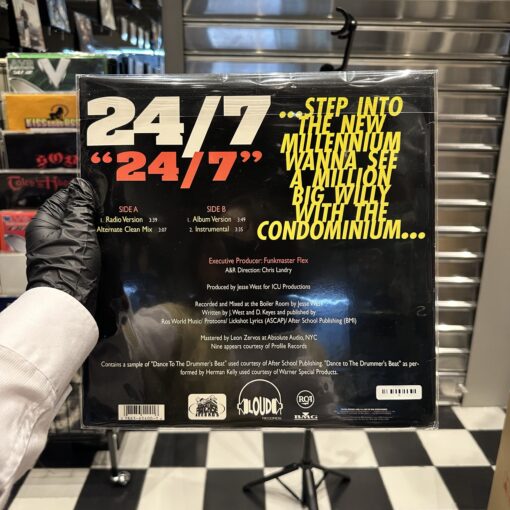 24/7
"24/7"
SIDE A
1. Radio Version 3:39
Alternate Clean Mix 3:07
SIDE B
1. Album Version 3:49
2. Instrumental 3:35
...STEP INTO
THE NEW
MILLENNIUM
WANNA SEE
A MILLION
BIG WILLY
WITH THE
CONDOMINIUM...
Executive Producer: Funkmaster Flex
A&R Direction: Chris Landry
Produced by Jesse West for ICU Productions
Recorded and Mixed at the Boiler Room by Jesse West
Written by J. West and D. Keyes and published by
Ros World Music/ Protoons/ Lickshot Lyrics (ASCAP)/ After School Publishing (BMI)
Mastered by Leon Zervos at Absolute Audio, NYC
Nine appears courtesy of Profile Records
Contains a sample of "Dance To The Drummer's Beat" used courtesy of After School Publishing. "Dance to The Drummer's Beat" as per-
formed by Herman Kelly used courtesy of Warner Special Products.
LOUD
RECORDS
RCA
BMG